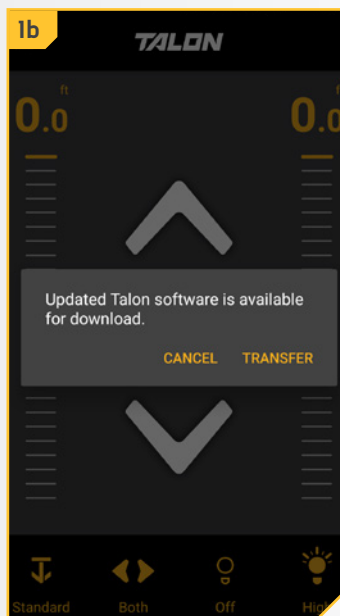 1b
TALON
ft
0.0
0.0
Updated Talon software is available
for download.
CANCEL TRANSFER
Standard Both Off High